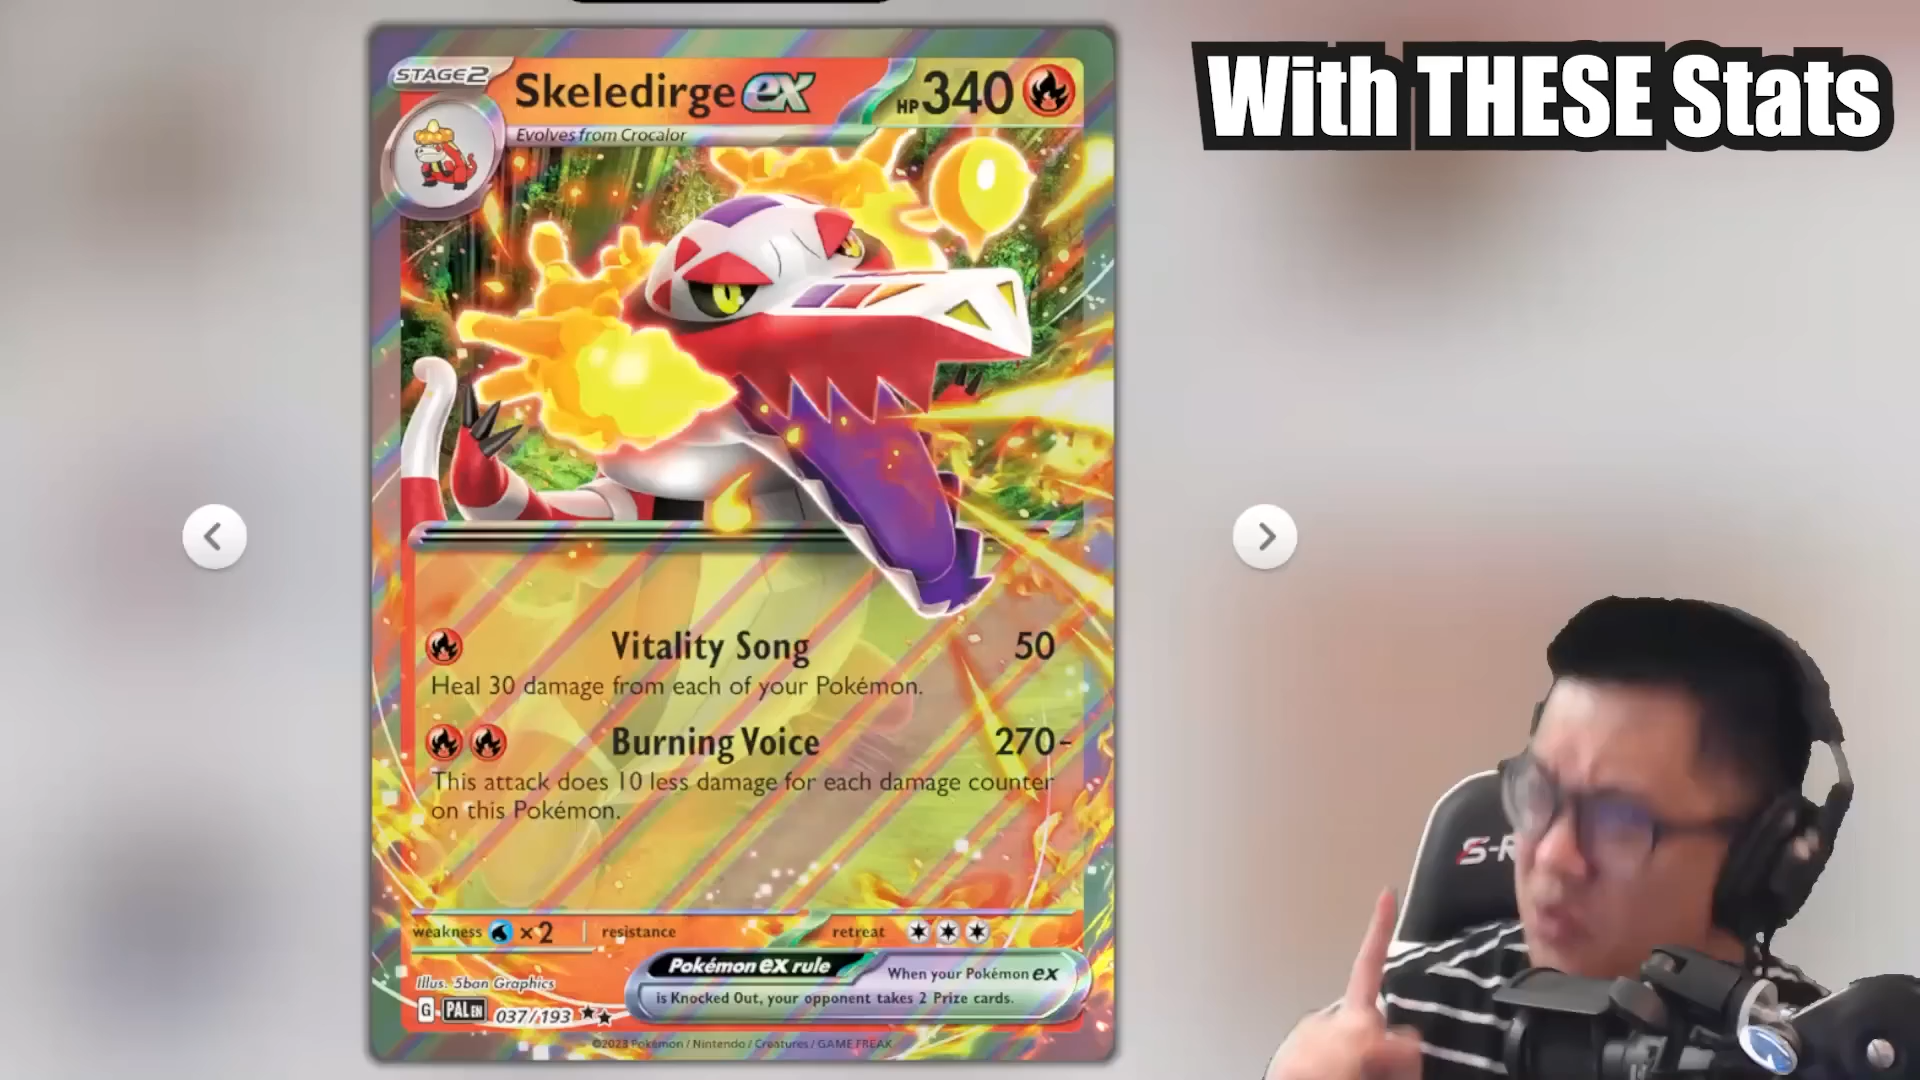 With THESE Stats
STAGE2
Skeledirge ex
HP 340
Evolves from Crocalor
Vitality Song 50
Heal 30 damage from each of your Pokémon.
Burning Voice 270-
This attack does 10 less damage for each damage counter
on this Pokémon.
weakness ×2 resistance retreat
Pokémon ex rule
When your Pokémon ex
is Knocked Out, your opponent takes 2 Prize cards.
Illus. 5ban Graphics
G PAL EN 037/193
©2023 Pokémon / Nintendo / Creatures / GAME FREAK
S-R